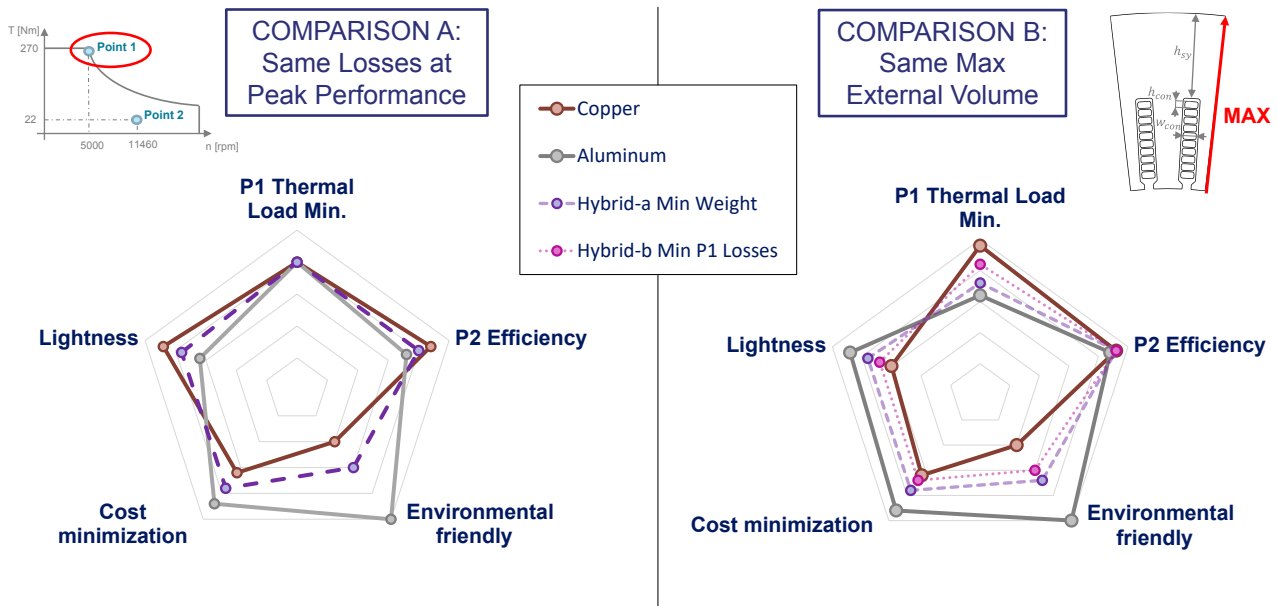 T [Nm]
270
Point 1
22
Point 2
5000
11460
n [rpm]
COMPARISON A:
Same Losses at
Peak Performance
COMPARISON B:
Same Max
External Volume
h_sy
h_con
w_con
MAX
Copper
Aluminum
Hybrid-a Min Weight
Hybrid-b Min P1 Losses
P1 Thermal
Load Min.
Lightness
P2 Efficiency
Cost
minimization
Environmental
friendly
P1 Thermal Load
Min.
Lightness
P2 Efficiency
Cost minimization
Environmental
friendly